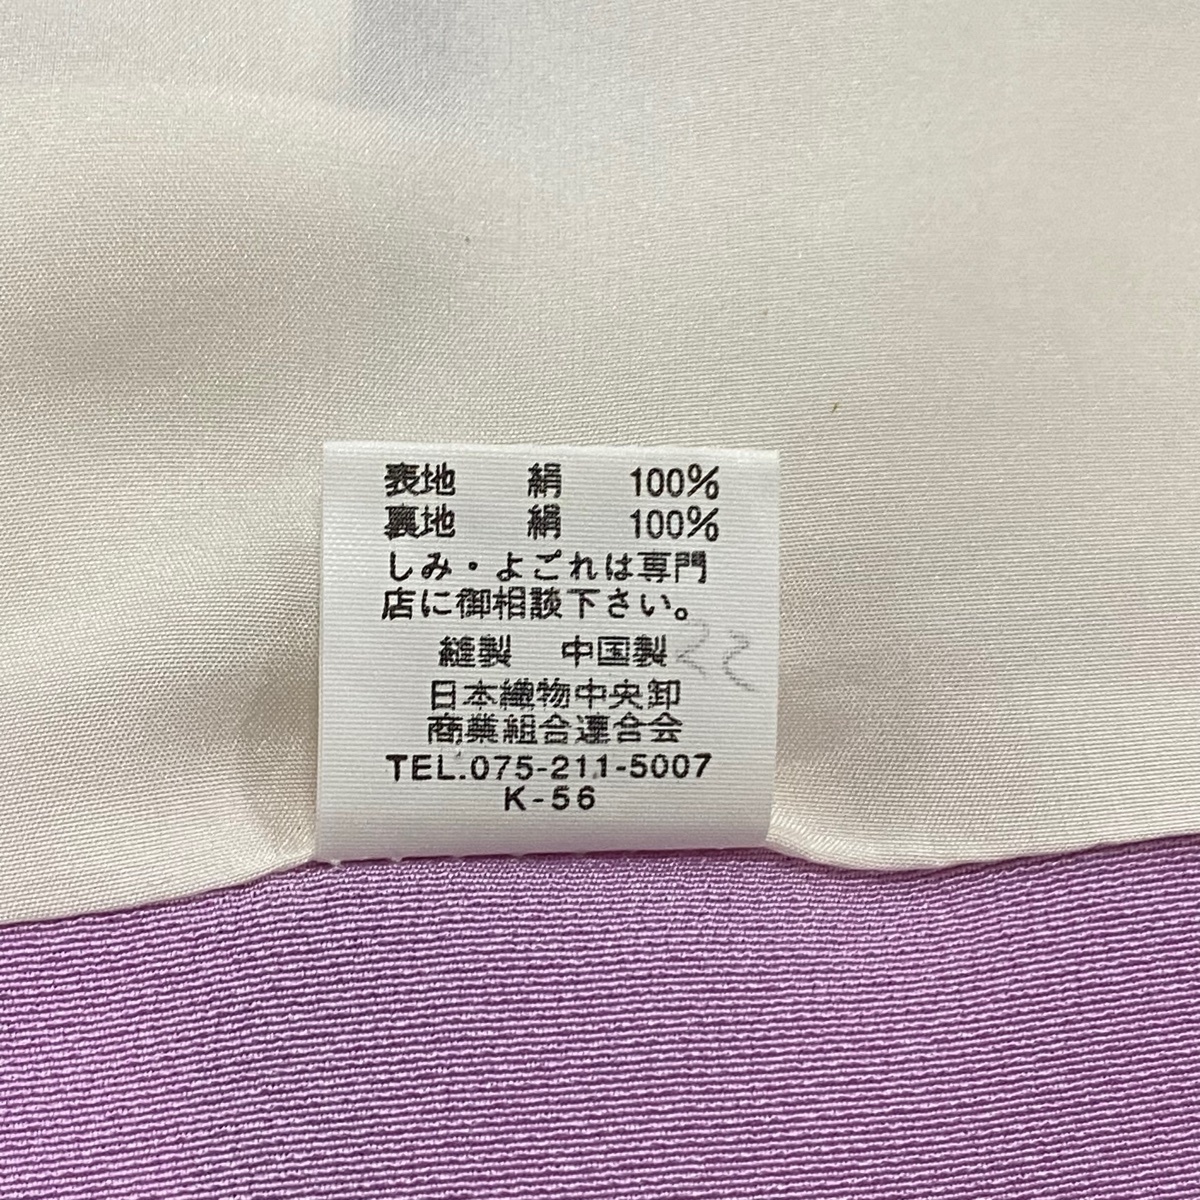 表地 絹 100%
裏地 絹 100%
しみ・よごれは専門
店に御相談下さい。
縫製 中国製 22
日本織物中央卸
商業組合連合会
TEL.075-211-5007
K-56